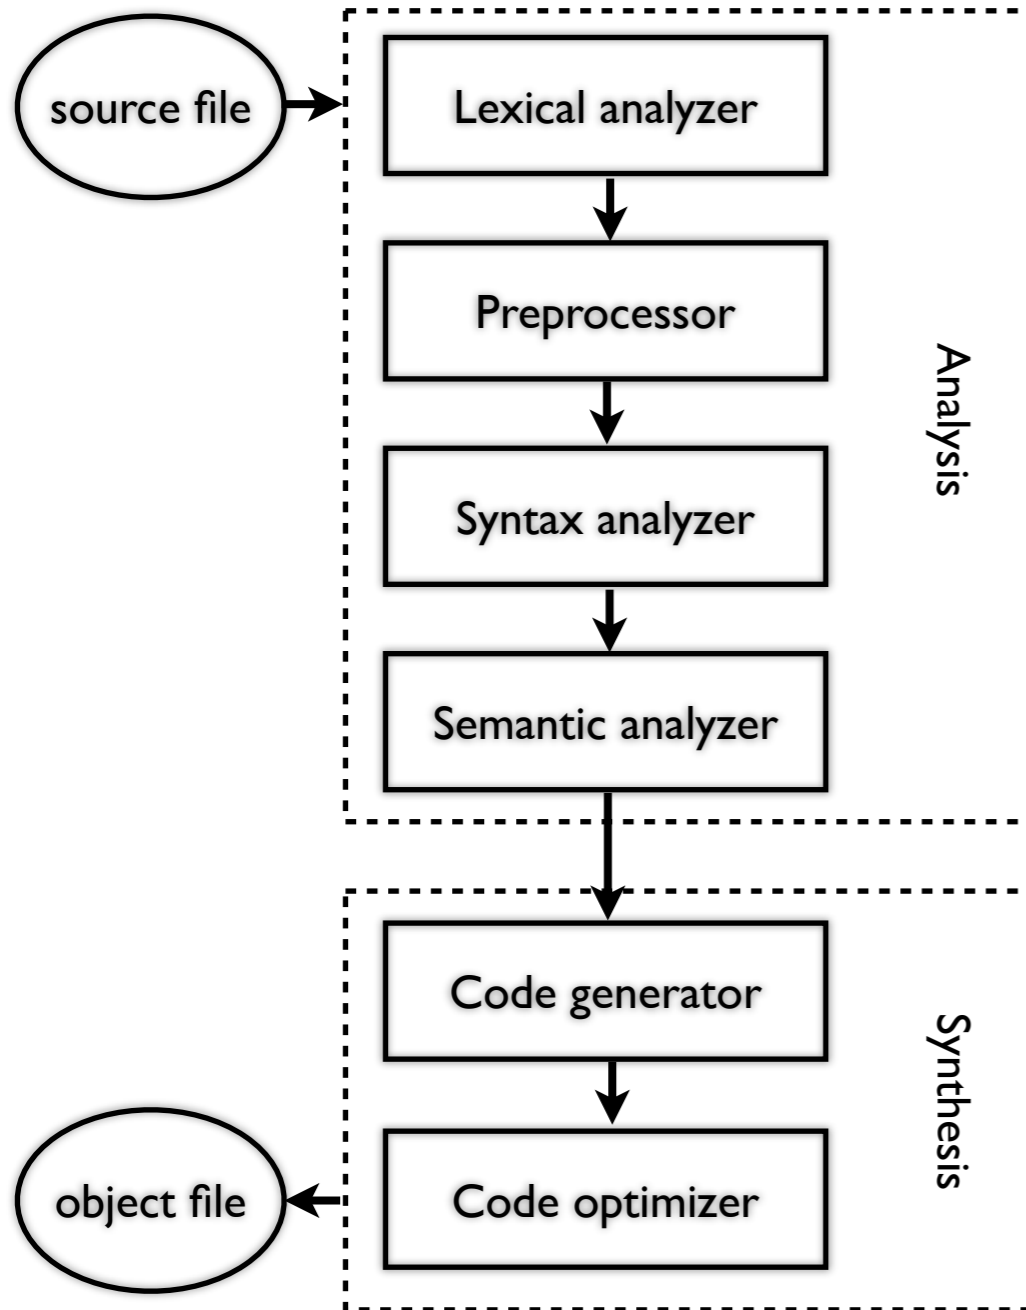 source file
Lexical analyzer
Preprocessor
Analysis
Syntax analyzer
Semantic analyzer
Code generator
Synthesis
object file
Code optimizer